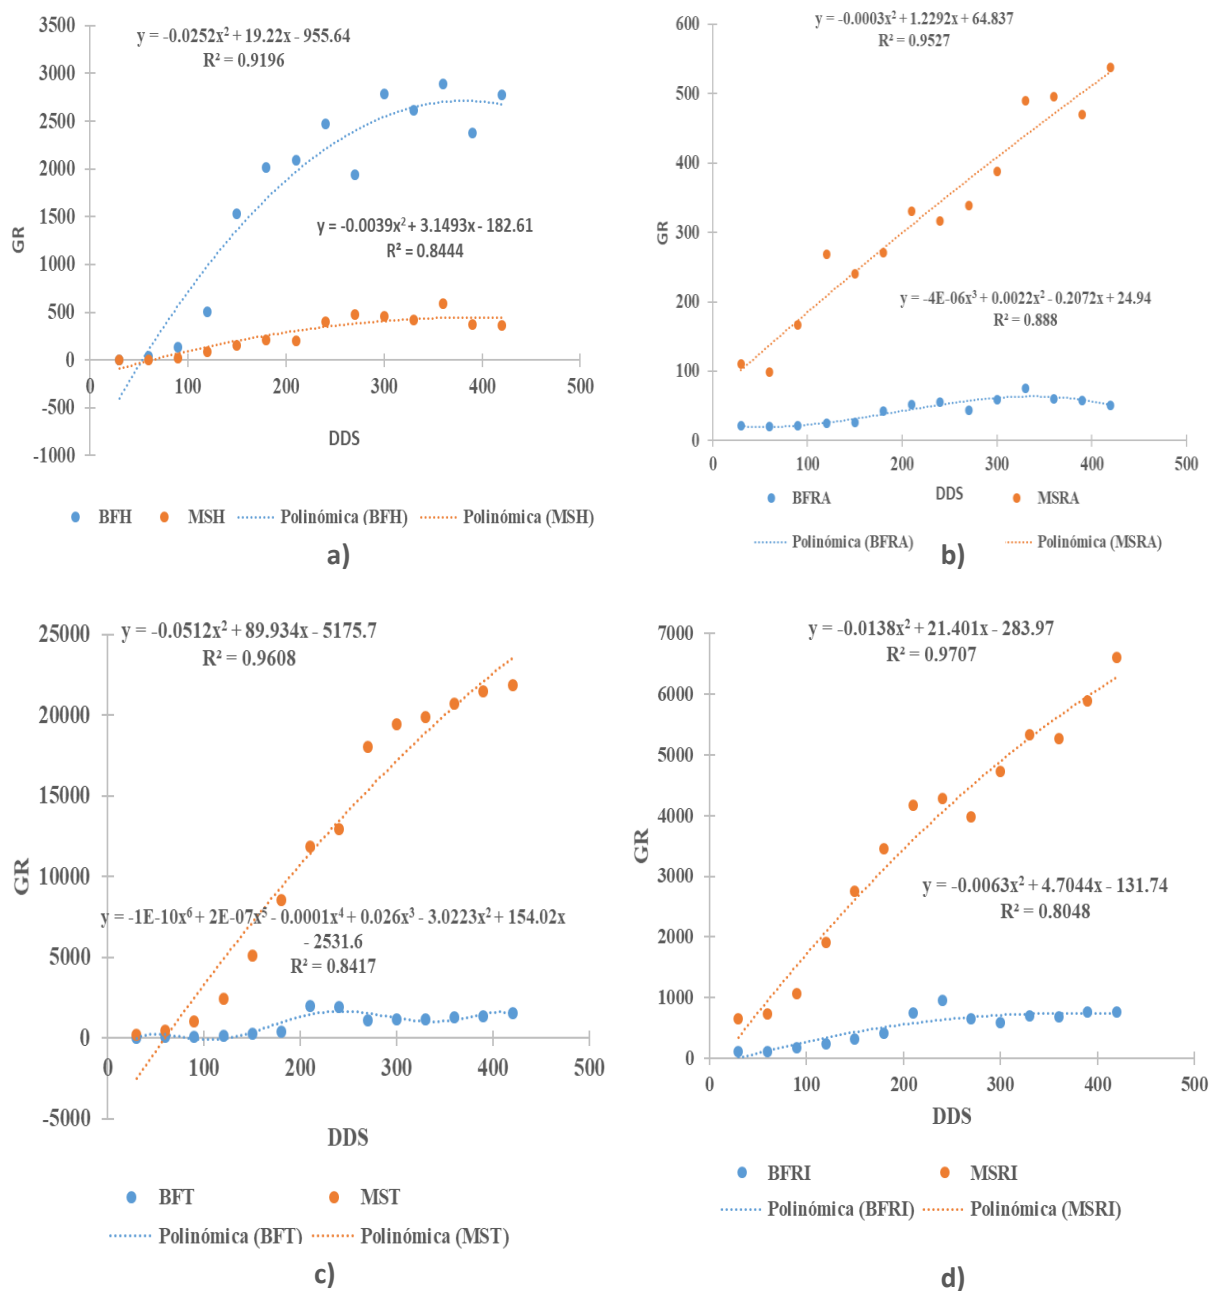 y = -0.0252x² + 19.22x - 955.64
R² = 0.9196
3500
3000
2500
2000
1500
1000
500
0
-500
-1000
GR
y = -0.0039x² + 3.1493x - 182.61
R² = 0.8444
0 100 200 300 400 500
DDS
BFH MSH Polinómica (BFH) Polinómica (MSH)
a)
y = -0.0003x² + 1.2292x + 64.837
R² = 0.9527
600
500
400
300
200
100
0
GR
y = -4E-06x³ + 0.0022x² - 0.2072x + 24.94
R² = 0.888
0 100 200 300 400 500
DDS
BFRA MSRA
Polinómica (BFRA) Polinómica (MSRA)
b)
y = -0.0512x² + 89.934x - 5175.7
R² = 0.9608
25000
20000
15000
10000
5000
0
-5000
GR
y = -1E-10x⁶ + 2E-07x⁵ - 0.0001x⁴ + 0.026x³ - 3.0223x² + 154.02x
- 2531.6
R² = 0.8417
0 100 200 300 400 500
DDS
BFT MST
Polinómica (BFT) Polinómica (MST)
c)
y = -0.0138x² + 21.401x - 283.97
R² = 0.9707
7000
6000
5000
4000
3000
2000
1000
0
GR
y = -0.0063x² + 4.7044x - 131.74
R² = 0.8048
0 100 200 300 400 500
DDS
BFRI MSRI
Polinómica (BFRI) Polinómica (MSRI)
d)